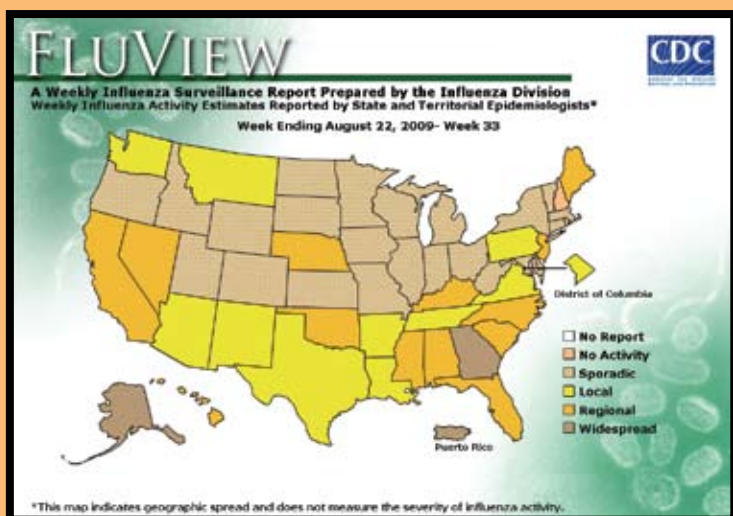 FLUVIEW
CDC
A Weekly Influenza Surveillance Report Prepared by the Influenza Division
Weekly Influenza Activity Estimates Reported by State and Territorial Epidemiologists*
Week Ending August 22, 2009- Week 33
District of Columbia
No Report
No Activity
Sporadic
Local
Regional
Widespread
Puerto Rico
*This map indicates geographic spread and does not measure the severity of influenza activity.